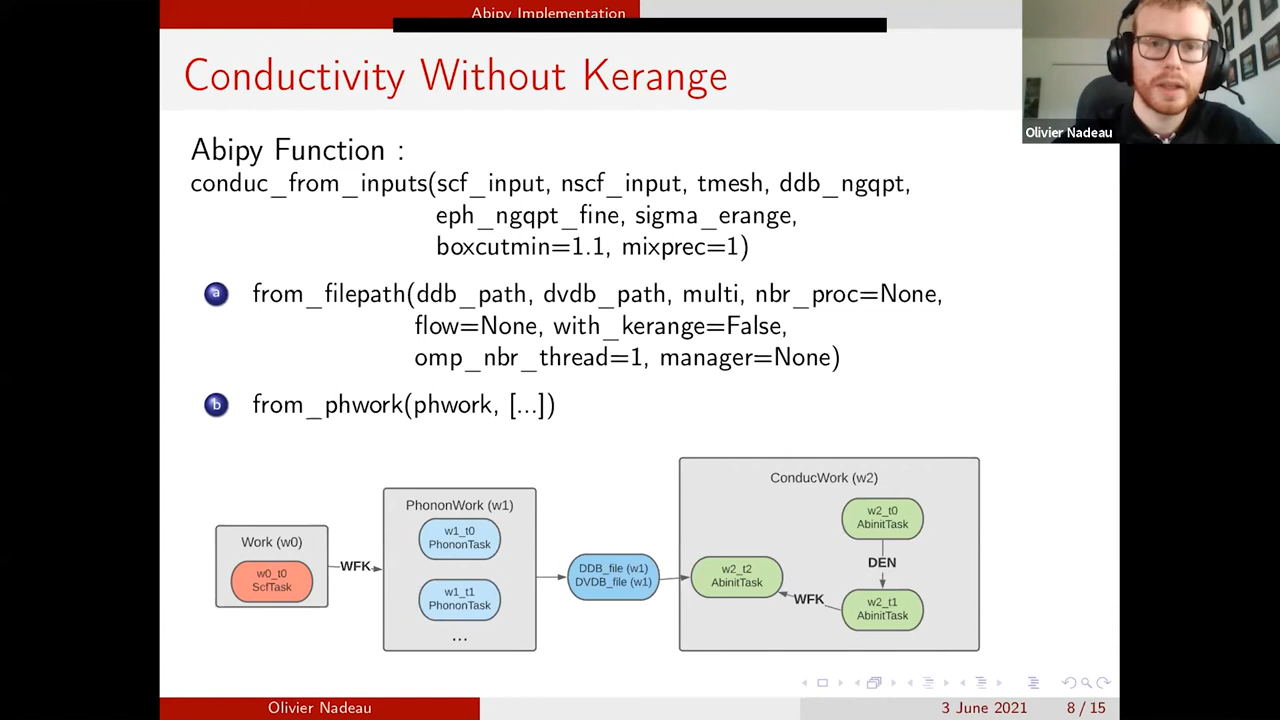 Abipy Implementation
Conductivity Without Kerange
Olivier Nadeau
Abipy Function :
conduc_from_inputs(scf_input, nscf_input, tmesh, ddb_ngqpt,
eph_ngqpt_fine, sigma_erange,
boxcutmin=1.1, mixprec=1)
a from_filepath(ddb_path, dvdb_path, multi, nbr_proc=None,
flow=None, with_kerange=False,
omp_nbr_thread=1, manager=None)
b from_phwork(phwork, [...])
Work (w0)
w0_t0
ScfTask
WFK
PhononWork (w1)
w1_t0
PhononTask
w1_t1
PhononTask
...
DDB_file (w1)
DVDB_file (w1)
ConducWork (w2)
w2_t0
AbinitTask
DEN
w2_t1
AbinitTask
WFK
w2_t2
AbinitTask
Olivier Nadeau
3 June 2021
8 / 15